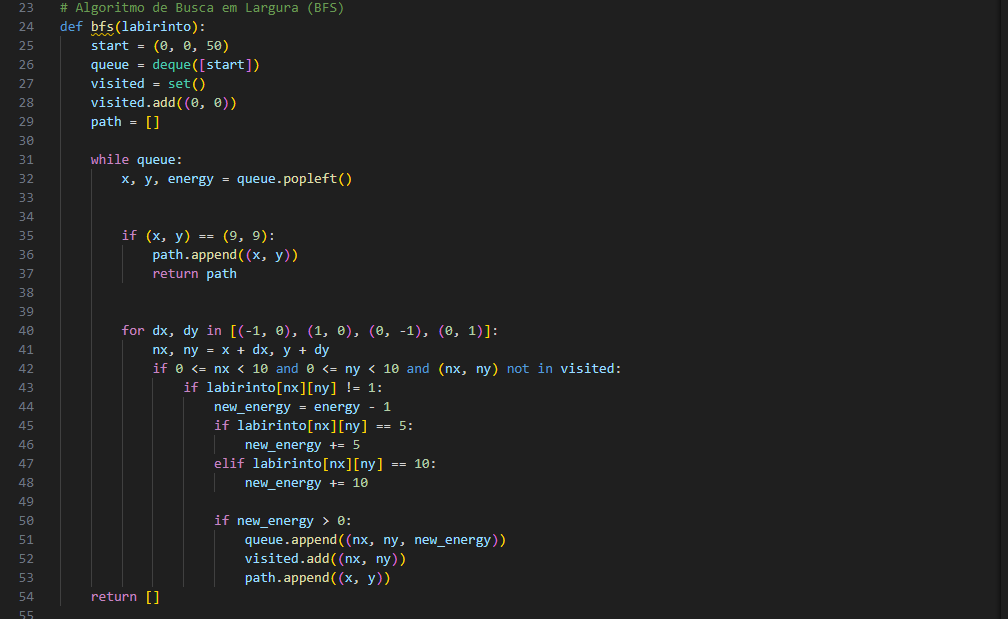 23 # Algoritmo de Busca em Largura (BFS)
24 def bfs(labirinto):
25     start = (0, 0, 50)
26     queue = deque([start])
27     visited = set()
28     visited.add((0, 0))
29     path = []
30
31     while queue:
32         x, y, energy = queue.popleft()
33
34
35         if (x, y) == (9, 9):
36             path.append((x, y))
37             return path
38
39
40         for dx, dy in [(-1, 0), (1, 0), (0, -1), (0, 1)]:
41             nx, ny = x + dx, y + dy
42             if 0 <= nx < 10 and 0 <= ny < 10 and (nx, ny) not in visited:
43                 if labirinto[nx][ny] != 1:
44                     new_energy = energy - 1
45                     if labirinto[nx][ny] == 5:
46                         new_energy += 5
47                     elif labirinto[nx][ny] == 10:
48                         new_energy += 10
49
50                     if new_energy > 0:
51                         queue.append((nx, ny, new_energy))
52                         visited.add((nx, ny))
53                         path.append((x, y))
54     return []
55